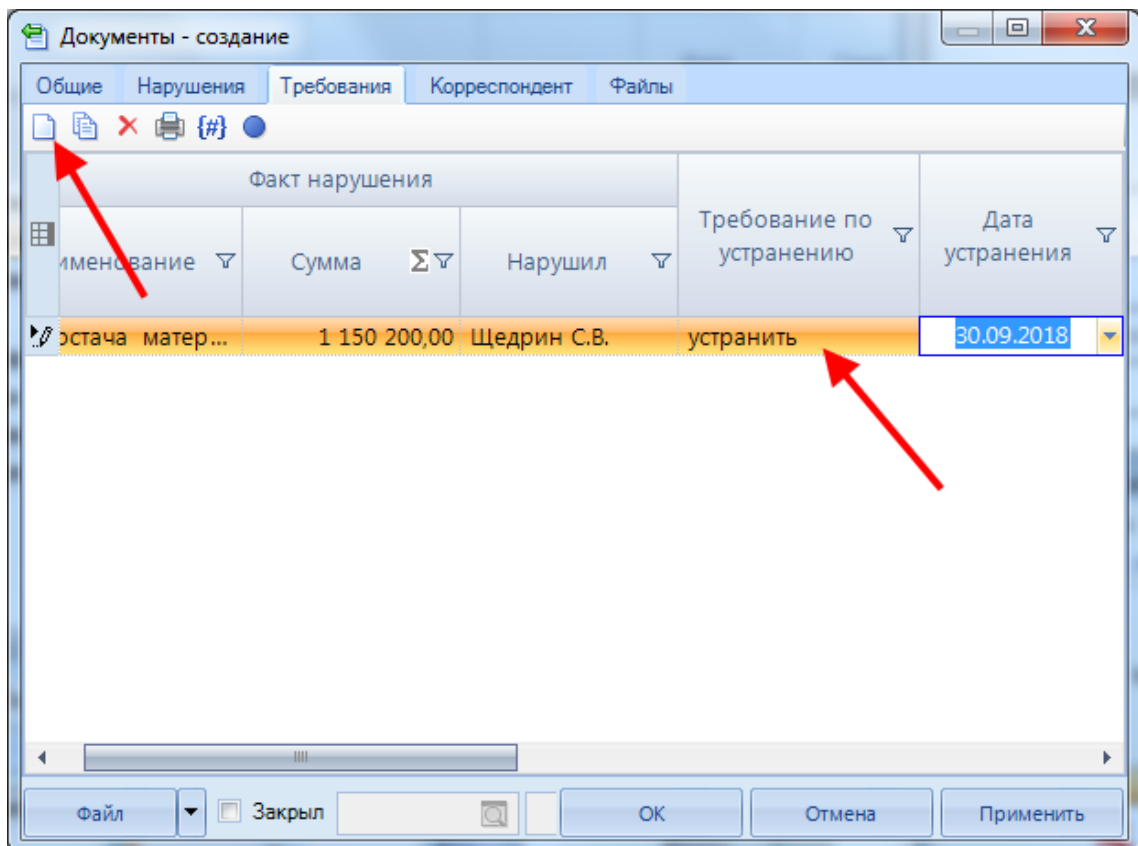 Документы - создание
Общие Нарушения Требования Корреспондент Файлы
{#}
Факт нарушения
именование Сумма Σ Нарушил Требование по устранению Дата устранения
остача матер... 1 150 200,00 Щедрин С.В. устранить 30.09.2018
Файл Закрыл ОК Отмена Применить